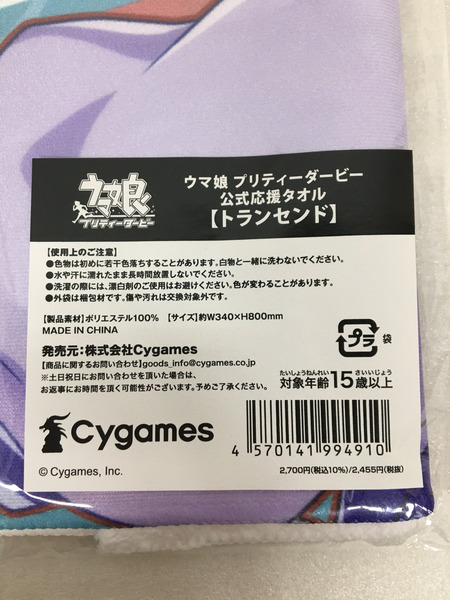 ウマ娘
プリティーダービー
ウマ娘 プリティーダービー
公式応援タオル
【トランセンド】
【使用上のご注意】
●色物は初めに若干色落ちすることがあります。白物と一緒に洗わないでください。
●水や汗に濡れたまま長時間放置しないでください。
●洗濯の際には、漂白剤のご使用はお避けください。色が変わることがあります。
●外袋は梱包材です。傷や汚れは交換対象外です。
【製品素材】ポリエステル100% 【サイズ】約W340×H800mm
MADE IN CHINA
発売元:株式会社Cygames
【商品に関するお問い合わせ】goods_info@cygames.co.jp
※土日祝日にお問い合わせを頂いた場合は、
お返事にお時間を頂く可能性がございます。予めご了承ください。
プラ 袋
たいしょうねんれい さいいじょう
対象年齢15歳以上
Cygames
© Cygames, Inc.
4 570141 994910
2,700円(税込10%)/2,455円(税抜)